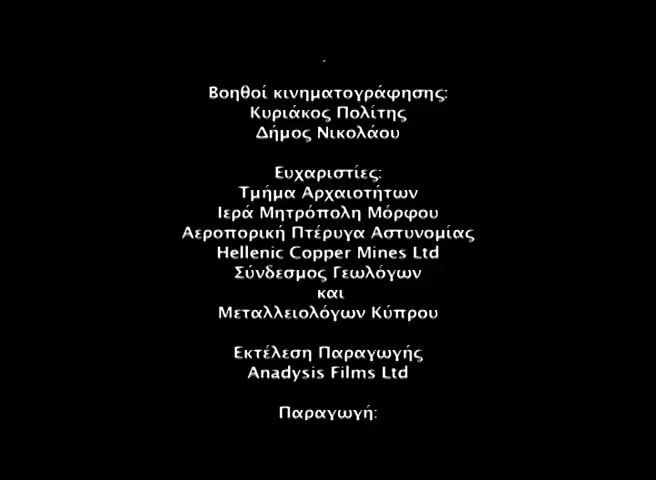 Βοηθοί κινηματογράφησης:
Κυριάκος Πολίτης
Δήμος Νικολάου
Ευχαριστίες:
Τμήμα Αρχαιοτήτων
Ιερά Μητρόπολη Μόρφου
Αεροπορική Πτέρυγα Αστυνομίας
Hellenic Copper Mines Ltd
Σύνδεσμος Γεωλόγων
και
Μεταλλειολόγων Κύπρου
Εκτέλεση Παραγωγής
Anadysis Films Ltd
Παραγωγή: